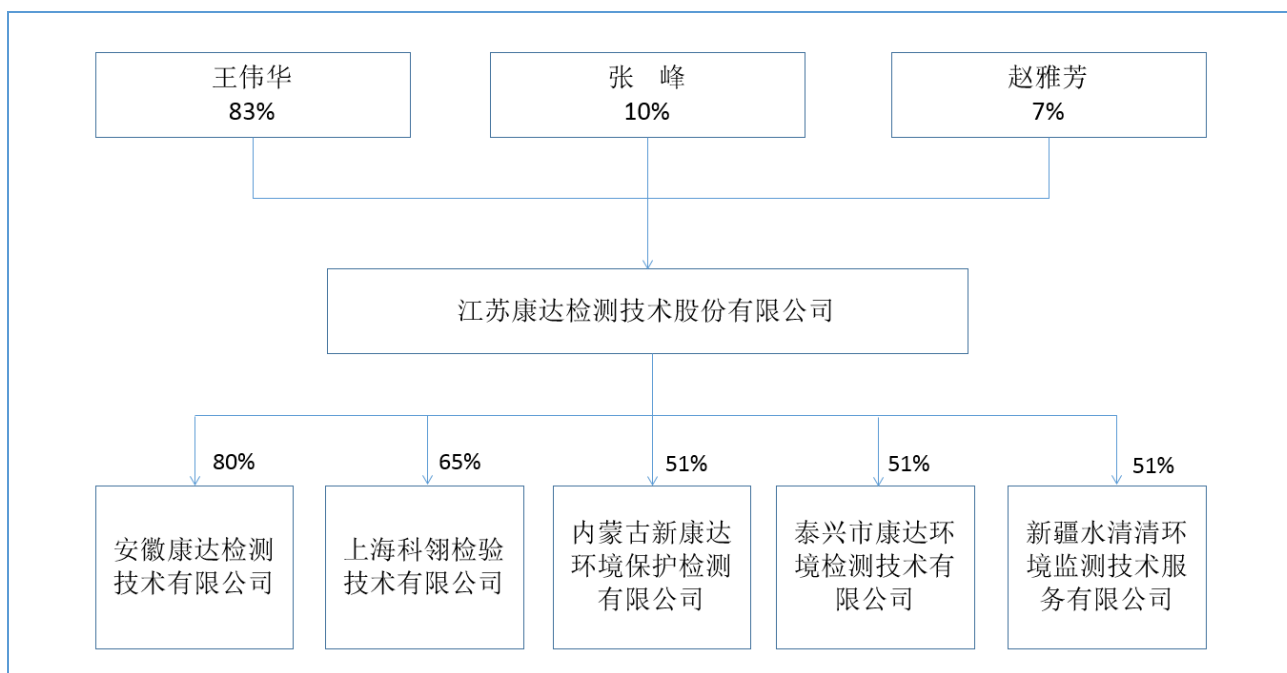 王伟华
83%
张　峰
10%
赵雅芳
7%
江苏康达检测技术股份有限公司
80%
65%
51%
51%
51%
安徽康达检测
技术有限公司
上海科翎检验
技术有限公司
内蒙古新康达
环境保护检测
有限公司
泰兴市康达环
境检测技术有
限公司
新疆水清清环
境监测技术服
务有限公司